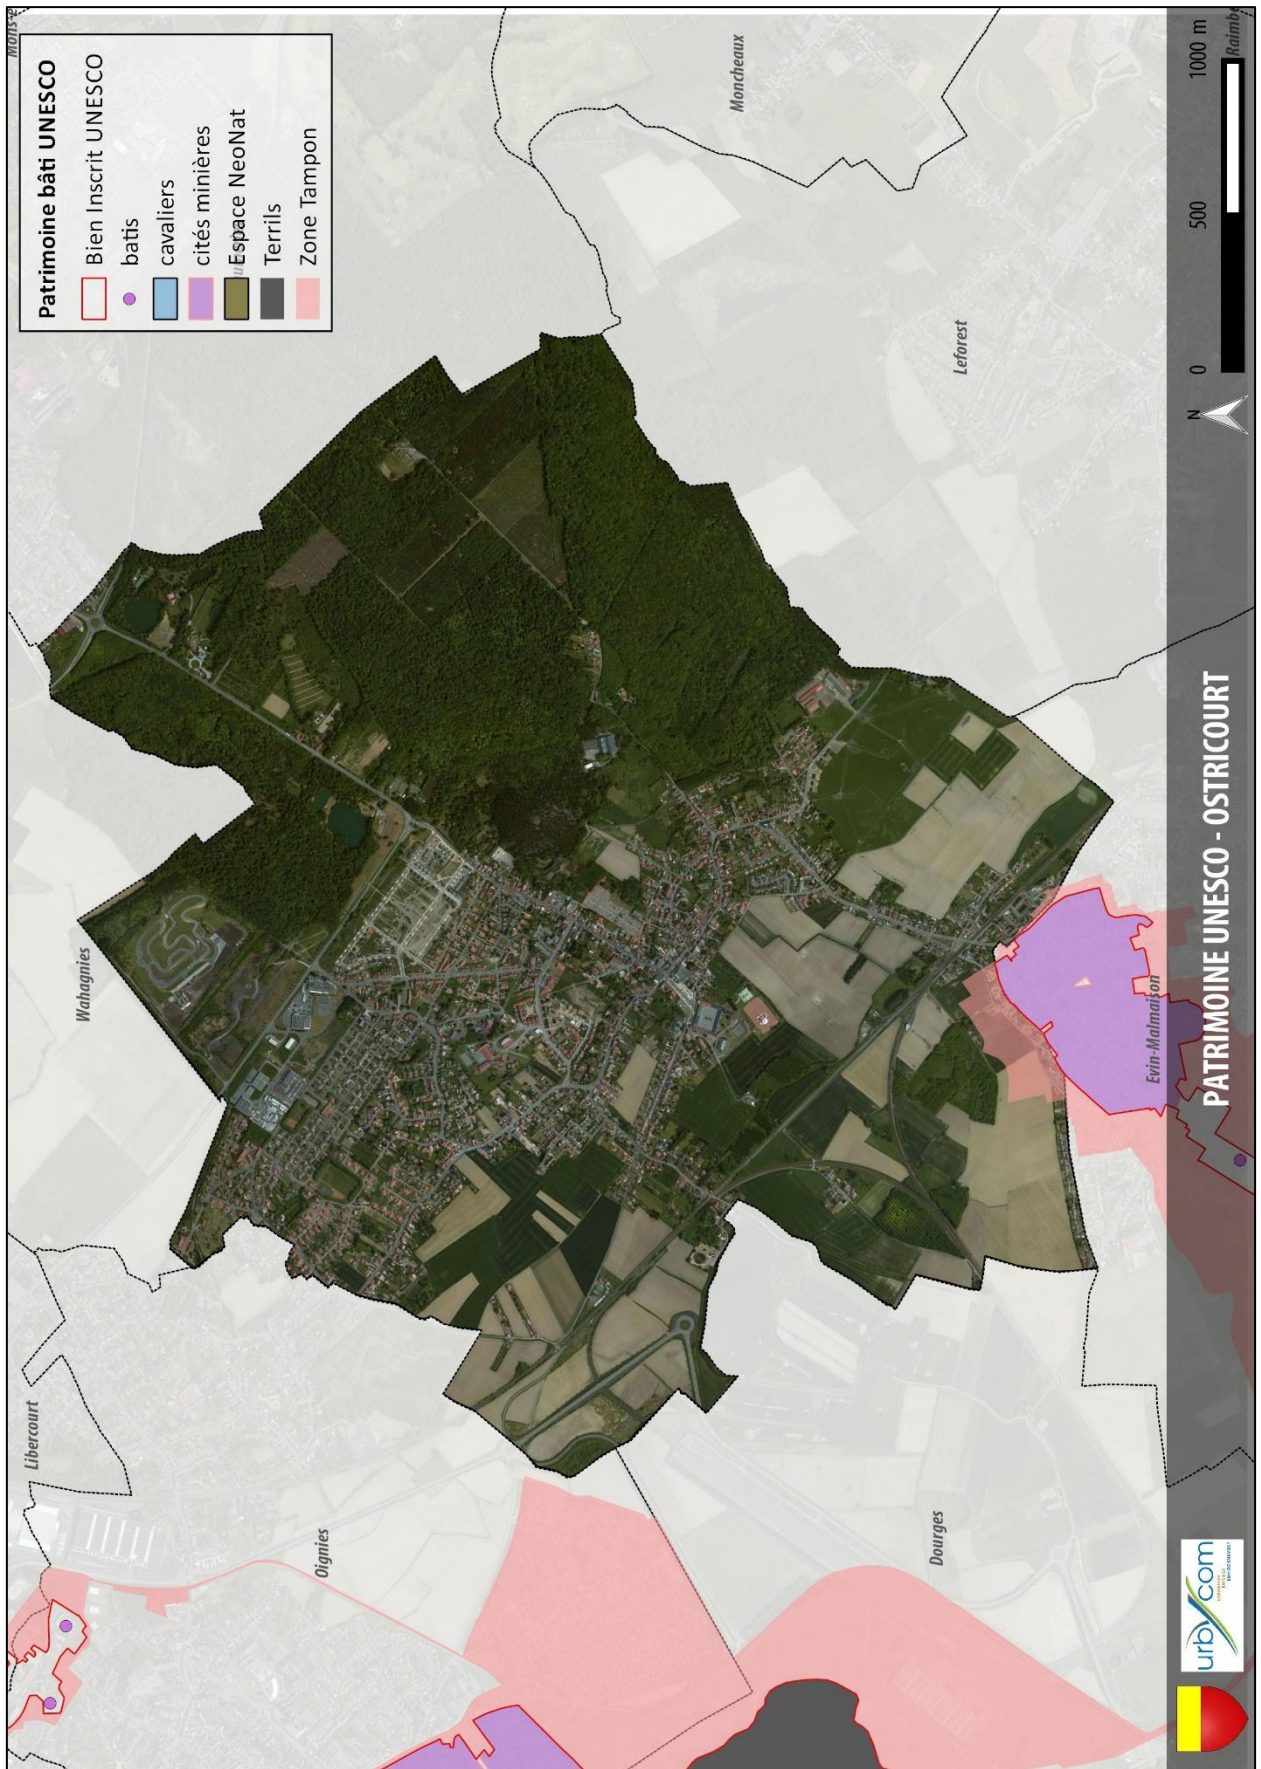 Patrimoine bâti UNESCO
Bien Inscrit UNESCO
batis
cavaliers
cités minières
Espace NeoNat
Terrils
Zone Tampon
Libercourt
Wahagnies
Moncheaux
Oignies
Leforest
Dourges
Evin-Malmaison
PATRIMOINE UNESCO - OSTRICOURT
N
0 500 1000 m
urbycom